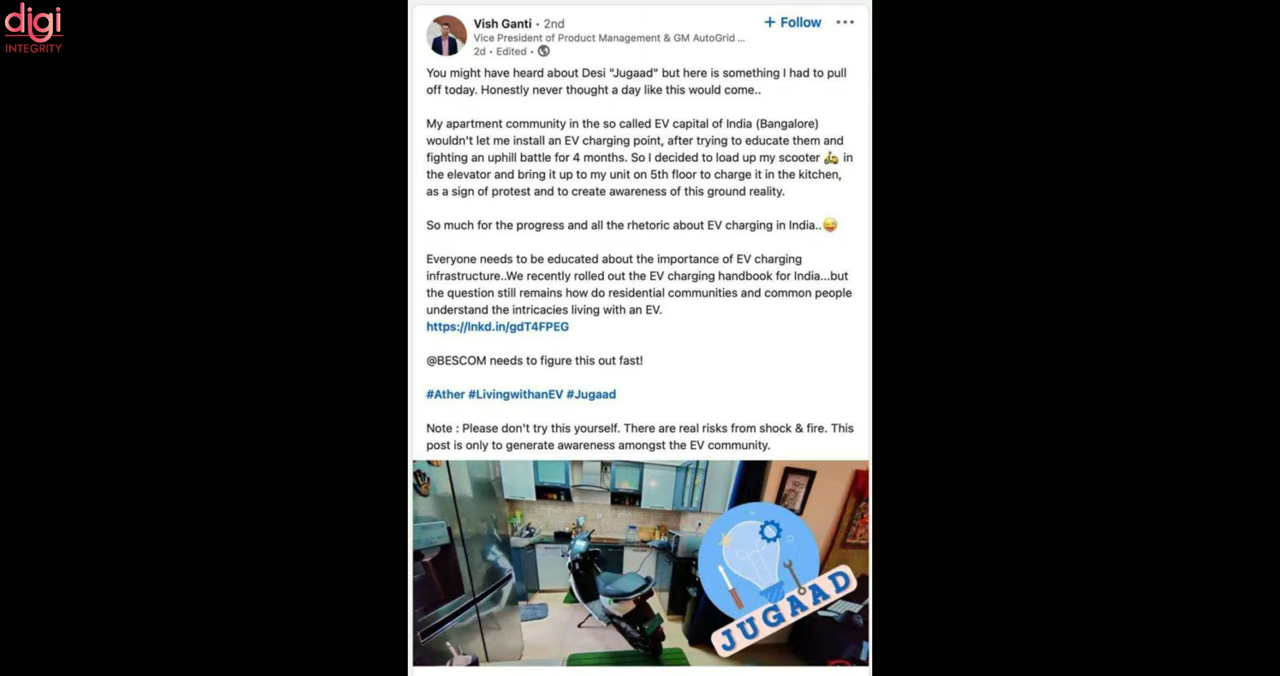 digi
INTEGRITY
Vish Ganti • 2nd
+ Follow •••
Vice President of Product Management & GM AutoGrid ...
2d • Edited •
You might have heard about Desi "Jugaad" but here is something I had to pull
off today. Honestly never thought a day like this would come..
My apartment community in the so called EV capital of India (Bangalore)
wouldn't let me install an EV charging point, after trying to educate them and
fighting an uphill battle for 4 months. So I decided to load up my scooter 🛵 in
the elevator and bring it up to my unit on 5th floor to charge it in the kitchen,
as a sign of protest and to create awareness of this ground reality.
So much for the progress and all the rhetoric about EV charging in India..😜
Everyone needs to be educated about the importance of EV charging
infrastructure..We recently rolled out the EV charging handbook for India...but
the question still remains how do residential communities and common people
understand the intricacies living with an EV.
https://lnkd.in/gdT4FPEG
@BESCOM needs to figure this out fast!
#Ather #LivingwithanEV #Jugaad
Note : Please don't try this yourself. There are real risks from shock & fire. This
post is only to generate awareness amongst the EV community.
JUGAAD